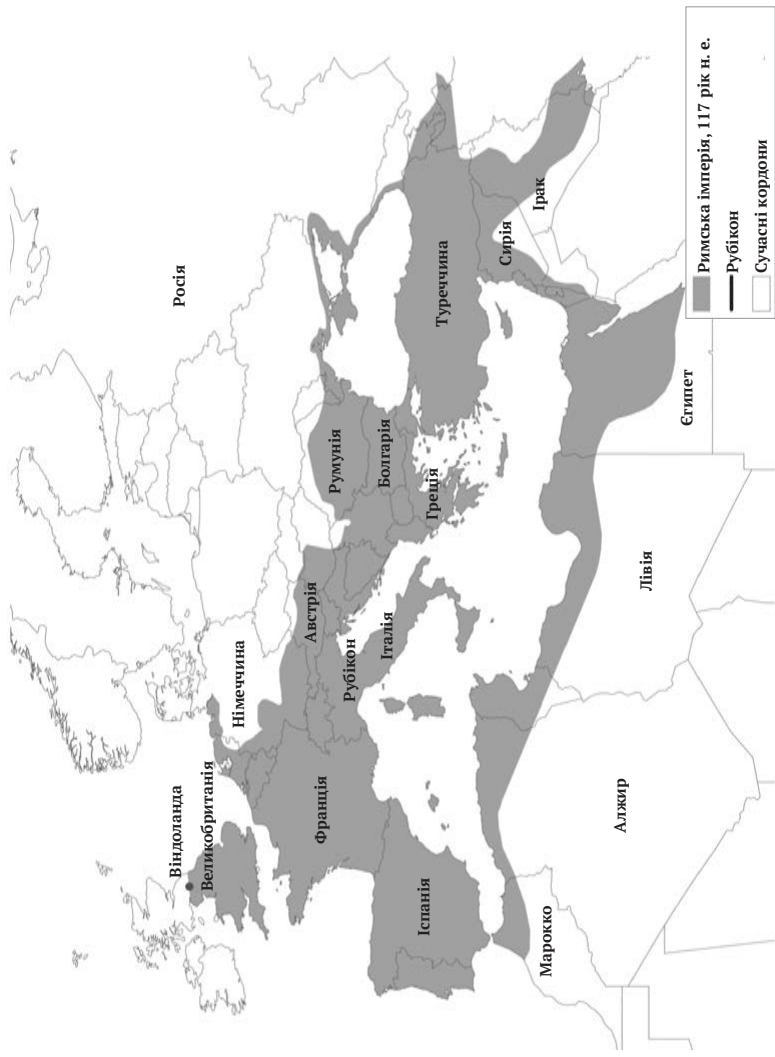 Росія
Віндоланда
Великобританія
Німеччина
Франція
Австрія
Румунія
Рубікон
Болгарія
Італія
Іспанія
Греція
Туреччина
Сирія
Ірак
Марокко
Алжир
Лівія
Єгипет
Римська імперія, 117 рік н. е.
Рубікон
Сучасні кордони